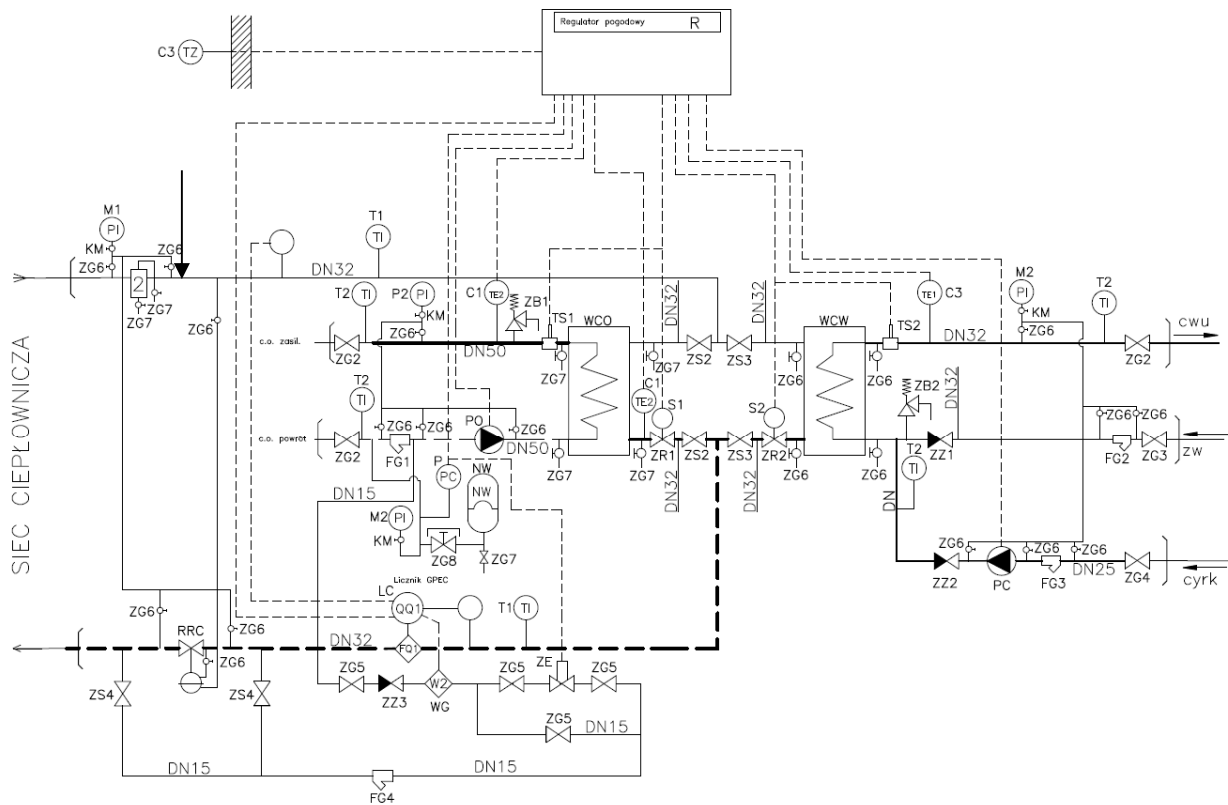 Regulator pogodowy R
C3 TZ
M1
PI
KM
ZG6
ZG6
2
ZG7
ZG7
ZG6
T1
TI
DN32
T2
TI
P2
PI
KM
ZG6
C1
TE2
ZB1
TS1
WCO
DN32
DN32
WCW
TS2
TE1
C3
M2
PI
KM
ZG6
T2
TI
cwu
c.o. zasil.
ZG2
DN50
ZG7
ZG7
ZS2
ZS3
ZG6
ZG6
DN32
ZG2
SIEC CIEPŁOWNICZA
T2
TI
c.o. powrót
ZG2
ZG6
ZG6
FG1
PO
ZG6
DN50
ZG7
C1
TE2
S1
ZG7
ZR1
ZS2
DN32
ZS3
DN32
S2
ZR2
ZG6
ZG6
ZB2
DN32
ZZ1
T2
TI
DN
ZG6
ZG6
FG2
ZG3
zw
DN15
P
PC
NW
NW
M2
PI
KM
ZG8
ZG7
ZG6
ZG6
ZG6
ZZ2
PC
FG3
DN25
ZG4
cyrk
Licznik GPEC
LC
QQ1
T1
TI
ZG6
RRC
ZG6
ZG6
DN32
FQ1
ZE
ZS4
ZS4
ZG5
ZZ3
W2
WG
ZG5
ZG5
ZG5
DN15
DN15
DN15
FG4